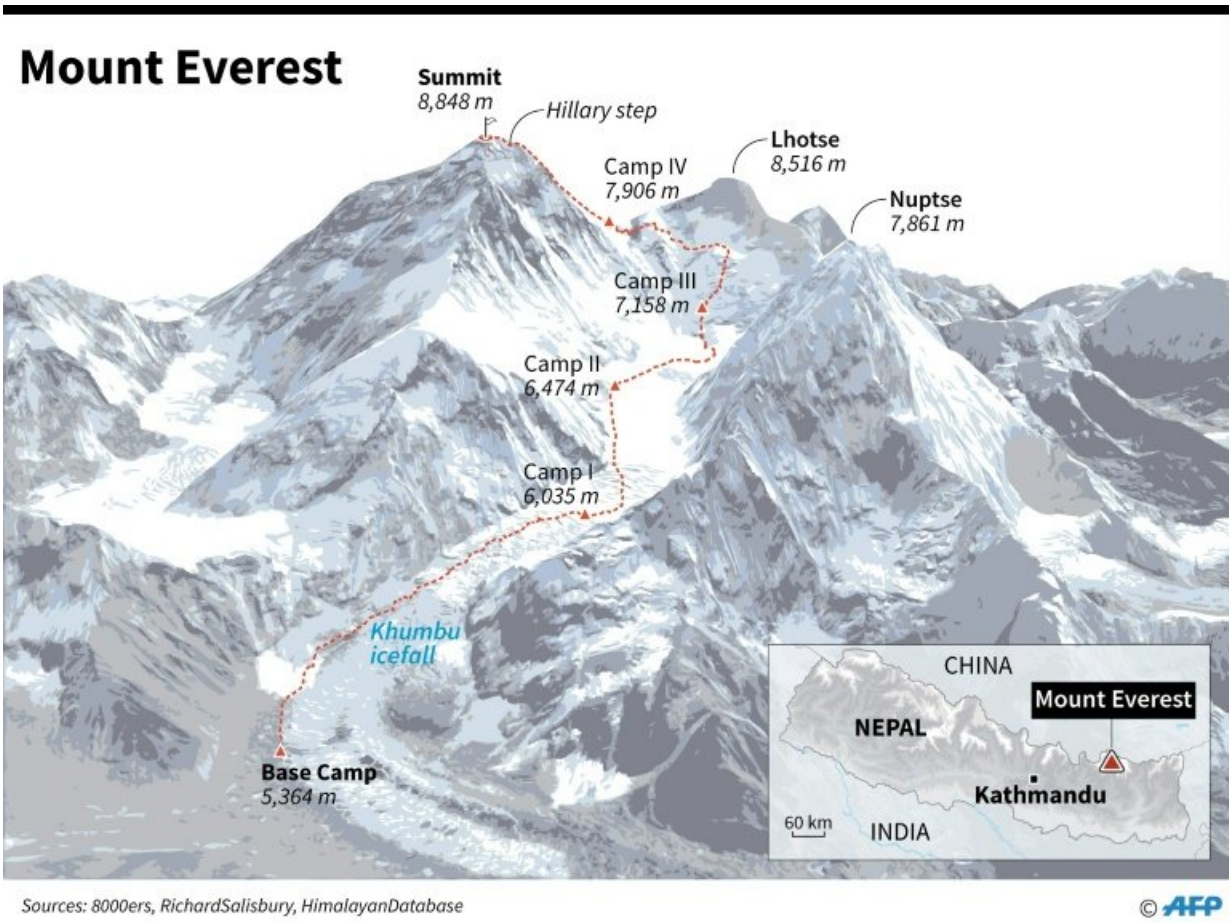 Mount Everest
Summit
8,848 m
Hillary step
Lhotse
8,516 m
Camp IV
7,906 m
Nuptse
7,861 m
Camp III
7,158 m
Camp II
6,474 m
Camp I
6,035 m
Khumbu
icefall
Base Camp
5,364 m
CHINA
Mount Everest
NEPAL
Kathmandu
60 km
INDIA
Sources: 8000ers, RichardSalisbury, HimalayanDatabase
© AFP